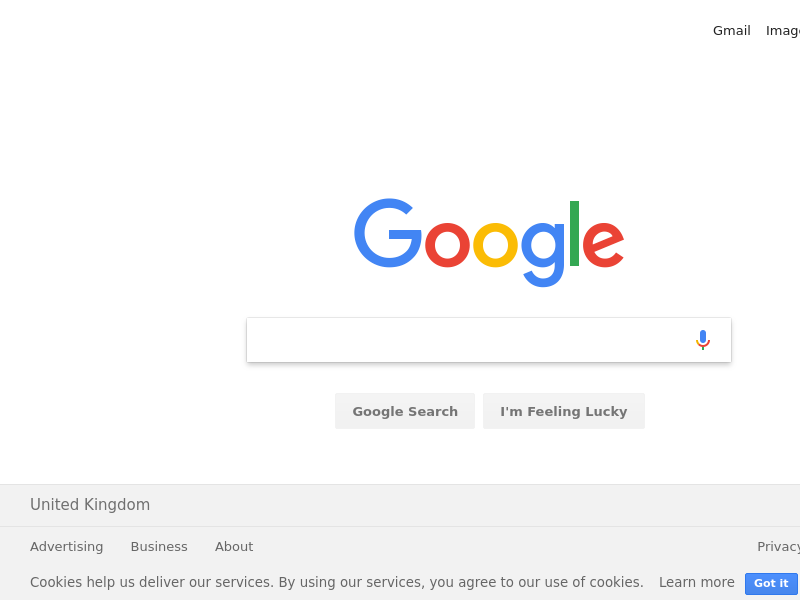 Gmail Imag
Google
Google Search I'm Feeling Lucky
United Kingdom
Advertising Business About Privacy
Cookies help us deliver our services. By using our services, you agree to our use of cookies. Learn more Got it